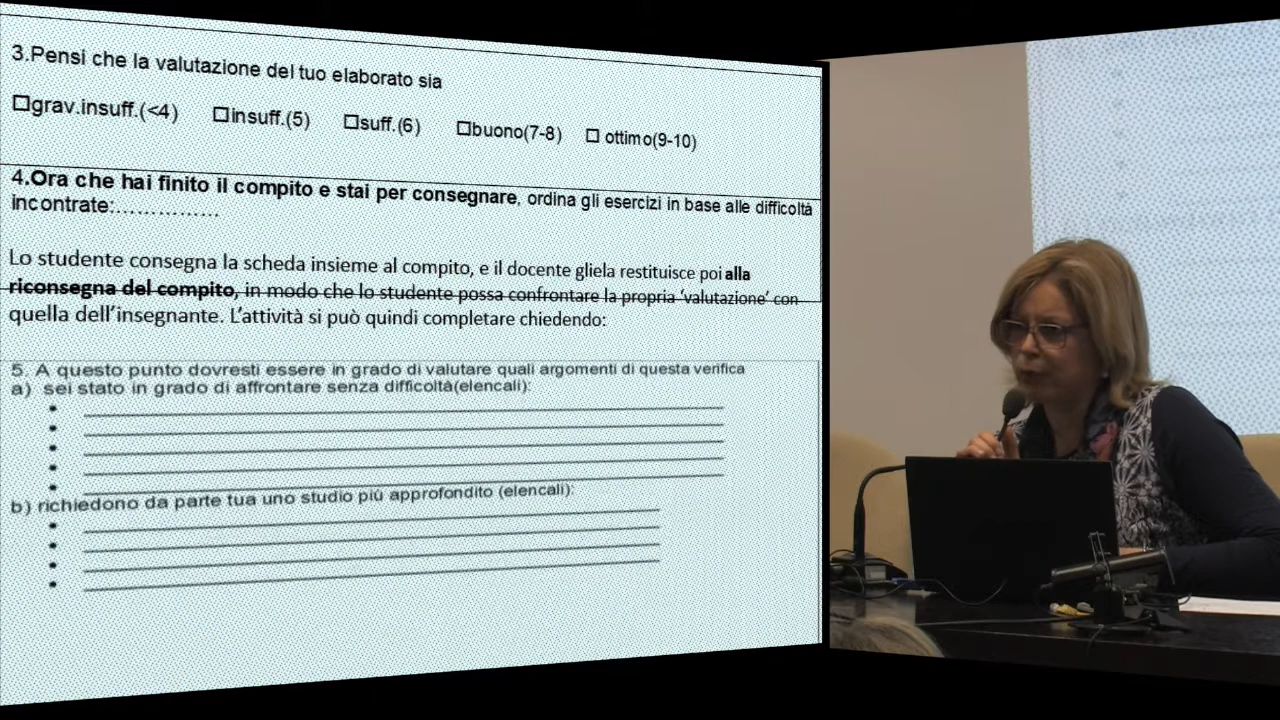 3.Pensi che la valutazione del tuo elaborato sia
☐grav.insuff.(<4) ☐insuff.(5) ☐suff.(6) ☐buono(7-8) ☐ ottimo(9-10)
4.Ora che hai finito il compito e stai per consegnare, ordina gli esercizi in base alle difficoltà
incontrate:……………
Lo studente consegna la scheda insieme al compito, e il docente gliela restituisce poi alla
riconsegna del compito, in modo che lo studente possa confrontare la propria ‘valutazione’ con
quella dell’insegnante. L’attività si può quindi completare chiedendo:
5. A questo punto dovresti essere in grado di valutare quali argomenti di questa verifica
a) sei stato in grado di affrontare senza difficoltà(elencali):
b) richiedono da parte tua uno studio più approfondito (elencali):